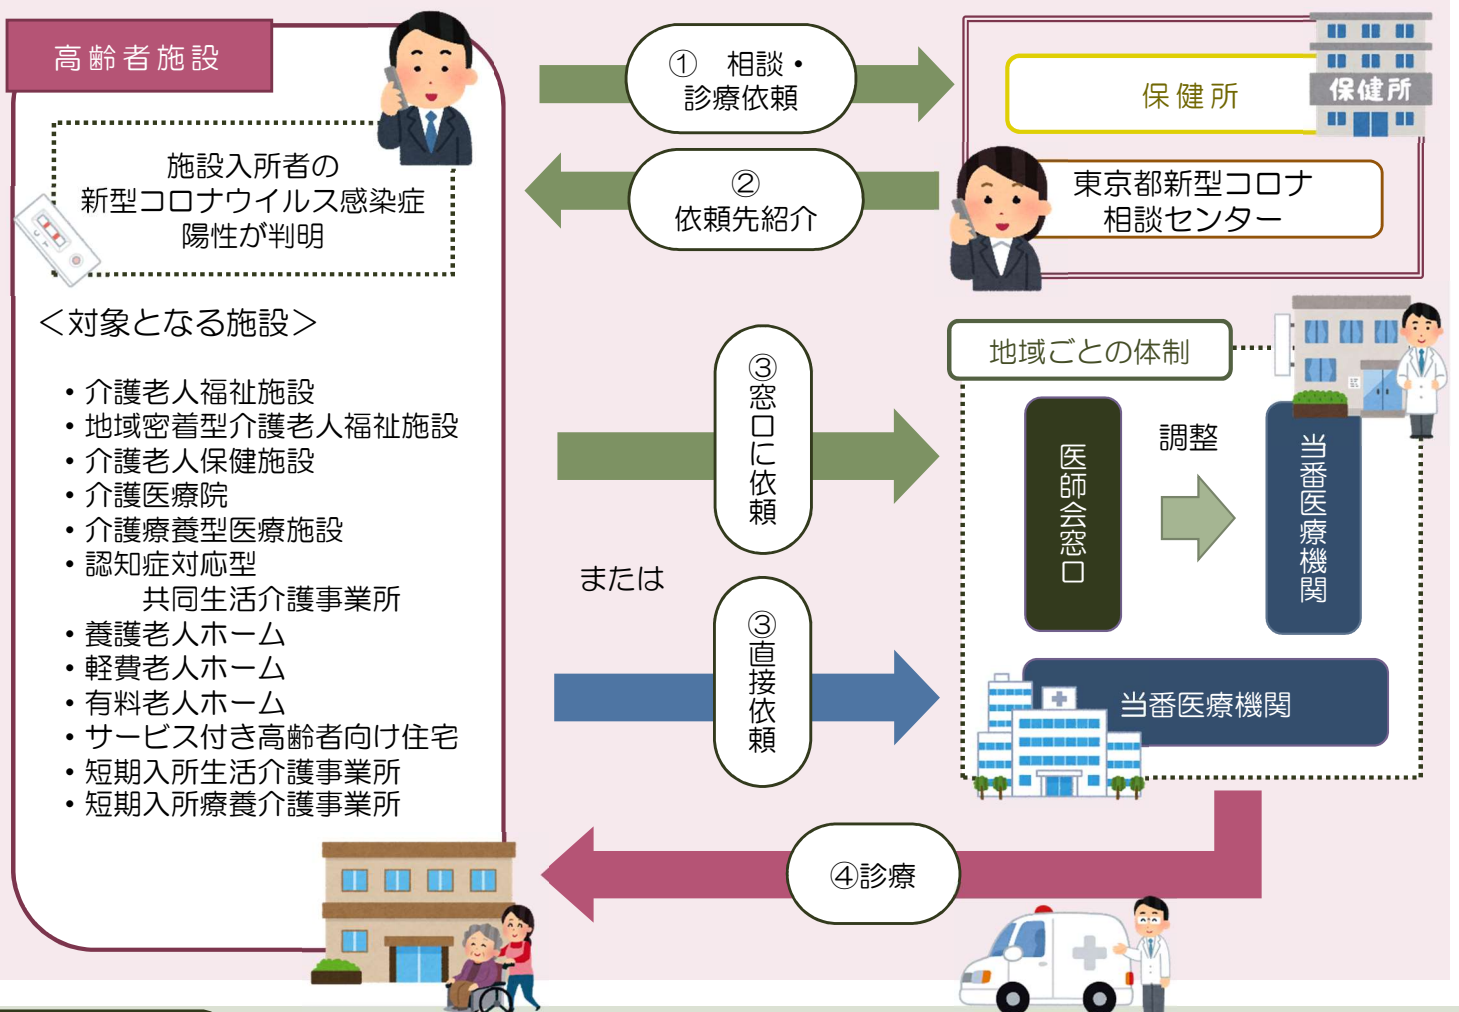 高齢者施設
施設入所者の
新型コロナウイルス感染症
陽性が判明
＜対象となる施設＞
・介護老人福祉施設
・地域密着型介護老人福祉施設
・介護老人保健施設
・介護医療院
・介護療養型医療施設
・認知症対応型
共同生活介護事業所
・養護老人ホーム
・軽費老人ホーム
・有料老人ホーム
・サービス付き高齢者向け住宅
・短期入所生活介護事業所
・短期入所療養介護事業所
①　相談・
診療依頼
②
依頼先紹介
保健所
保健所
東京都新型コロナ
相談センター
③窓口に依頼
または
③直接依頼
地域ごとの体制
医師会窓口
調整
当番医療機関
当番医療機関
④診療